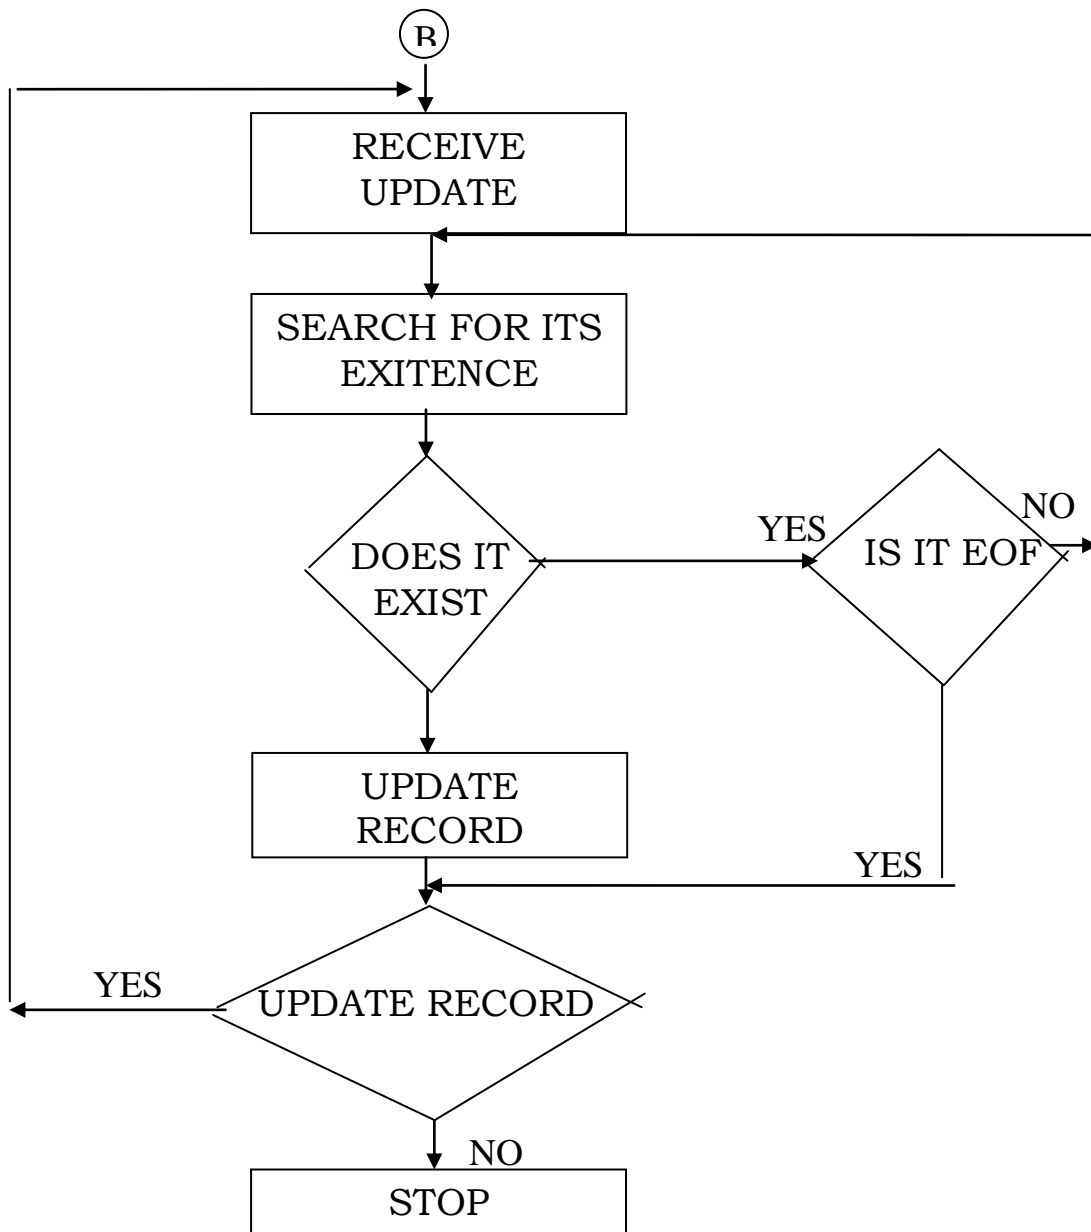 B
RECEIVE
UPDATE
SEARCH FOR ITS
EXITENCE
DOES IT
EXIST
YES
IS IT EOF
NO
UPDATE
RECORD
YES
YES
UPDATE RECORD
NO
STOP